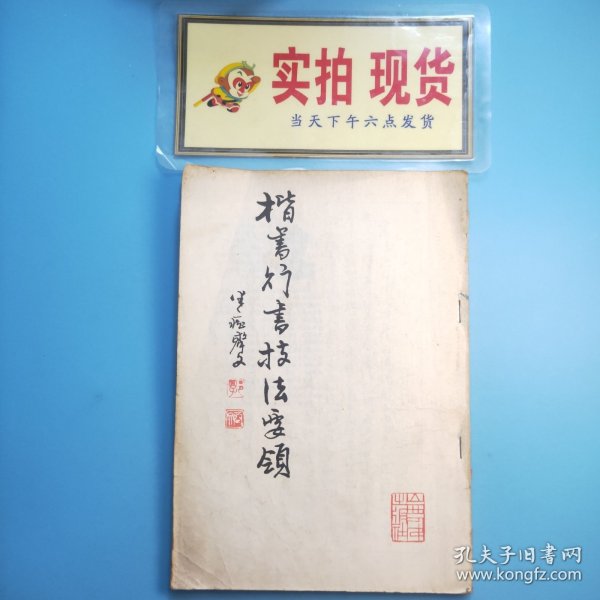 实拍 现货
当天下午六点发货
楷书行书技法要领
孔夫子旧书网
www.kongfz.com